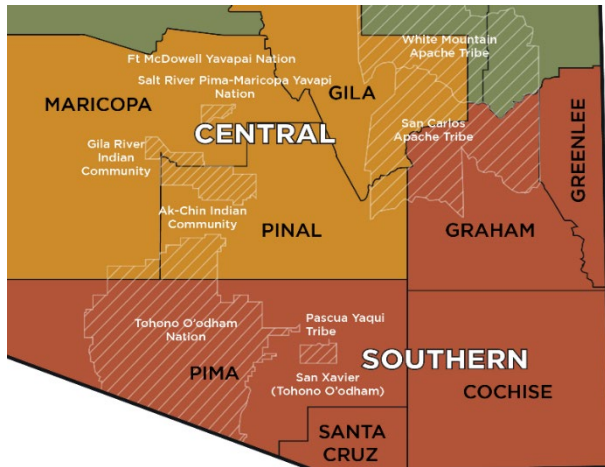 White Mountain
Apache Tribe
Ft McDowell Yavapai Nation
Salt River Pima-Maricopa Yavapi
Nation
GILA
MARICOPA
San Carlos
Apache Tribe
CENTRAL
Gila River
Indian
Community
GREENLEE
Ak-Chin Indian
Community
PINAL
GRAHAM
Tohono O'odham
Nation
Pascua Yaqui
Tribe
SOUTHERN
PIMA
San Xavier
(Tohono O'odham)
COCHISE
SANTA
CRUZ